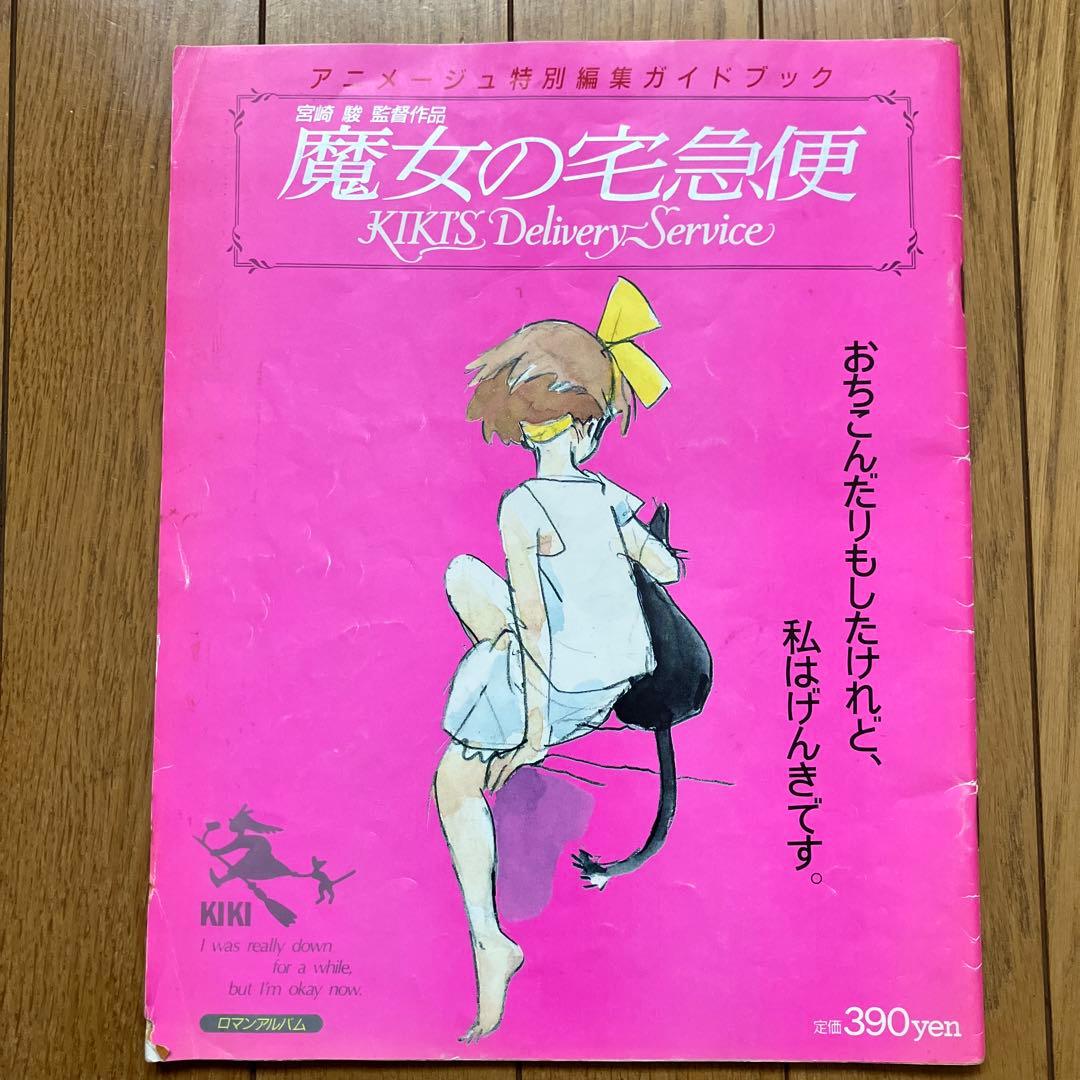 アニメージュ特別編集ガイドブック
宮崎 駿 監督作品
魔女の宅急便
KIKI'S Delivery Service
おちこんだりもしたけれど、
私はげんきです。
KIKI
I was really down
for a while,
but I'm okay now.
ロマンアルバム
定価390yen